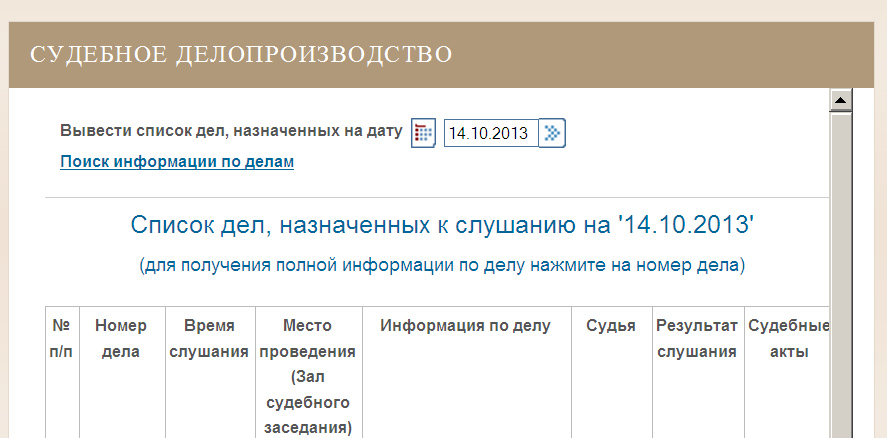 СУДЕБНОЕ ДЕЛОПРОИЗВОДСТВО
Вывести список дел, назначенных на дату 14.10.2013
Поиск информации по делам
Список дел, назначенных к слушанию на '14.10.2013'
(для получения полной информации по делу нажмите на номер дела)
№ Номер Время Место Информация по делу Судья Результат Судебные
п/п дела слушания проведения слушания акты
(Зал
судебного
заседания)